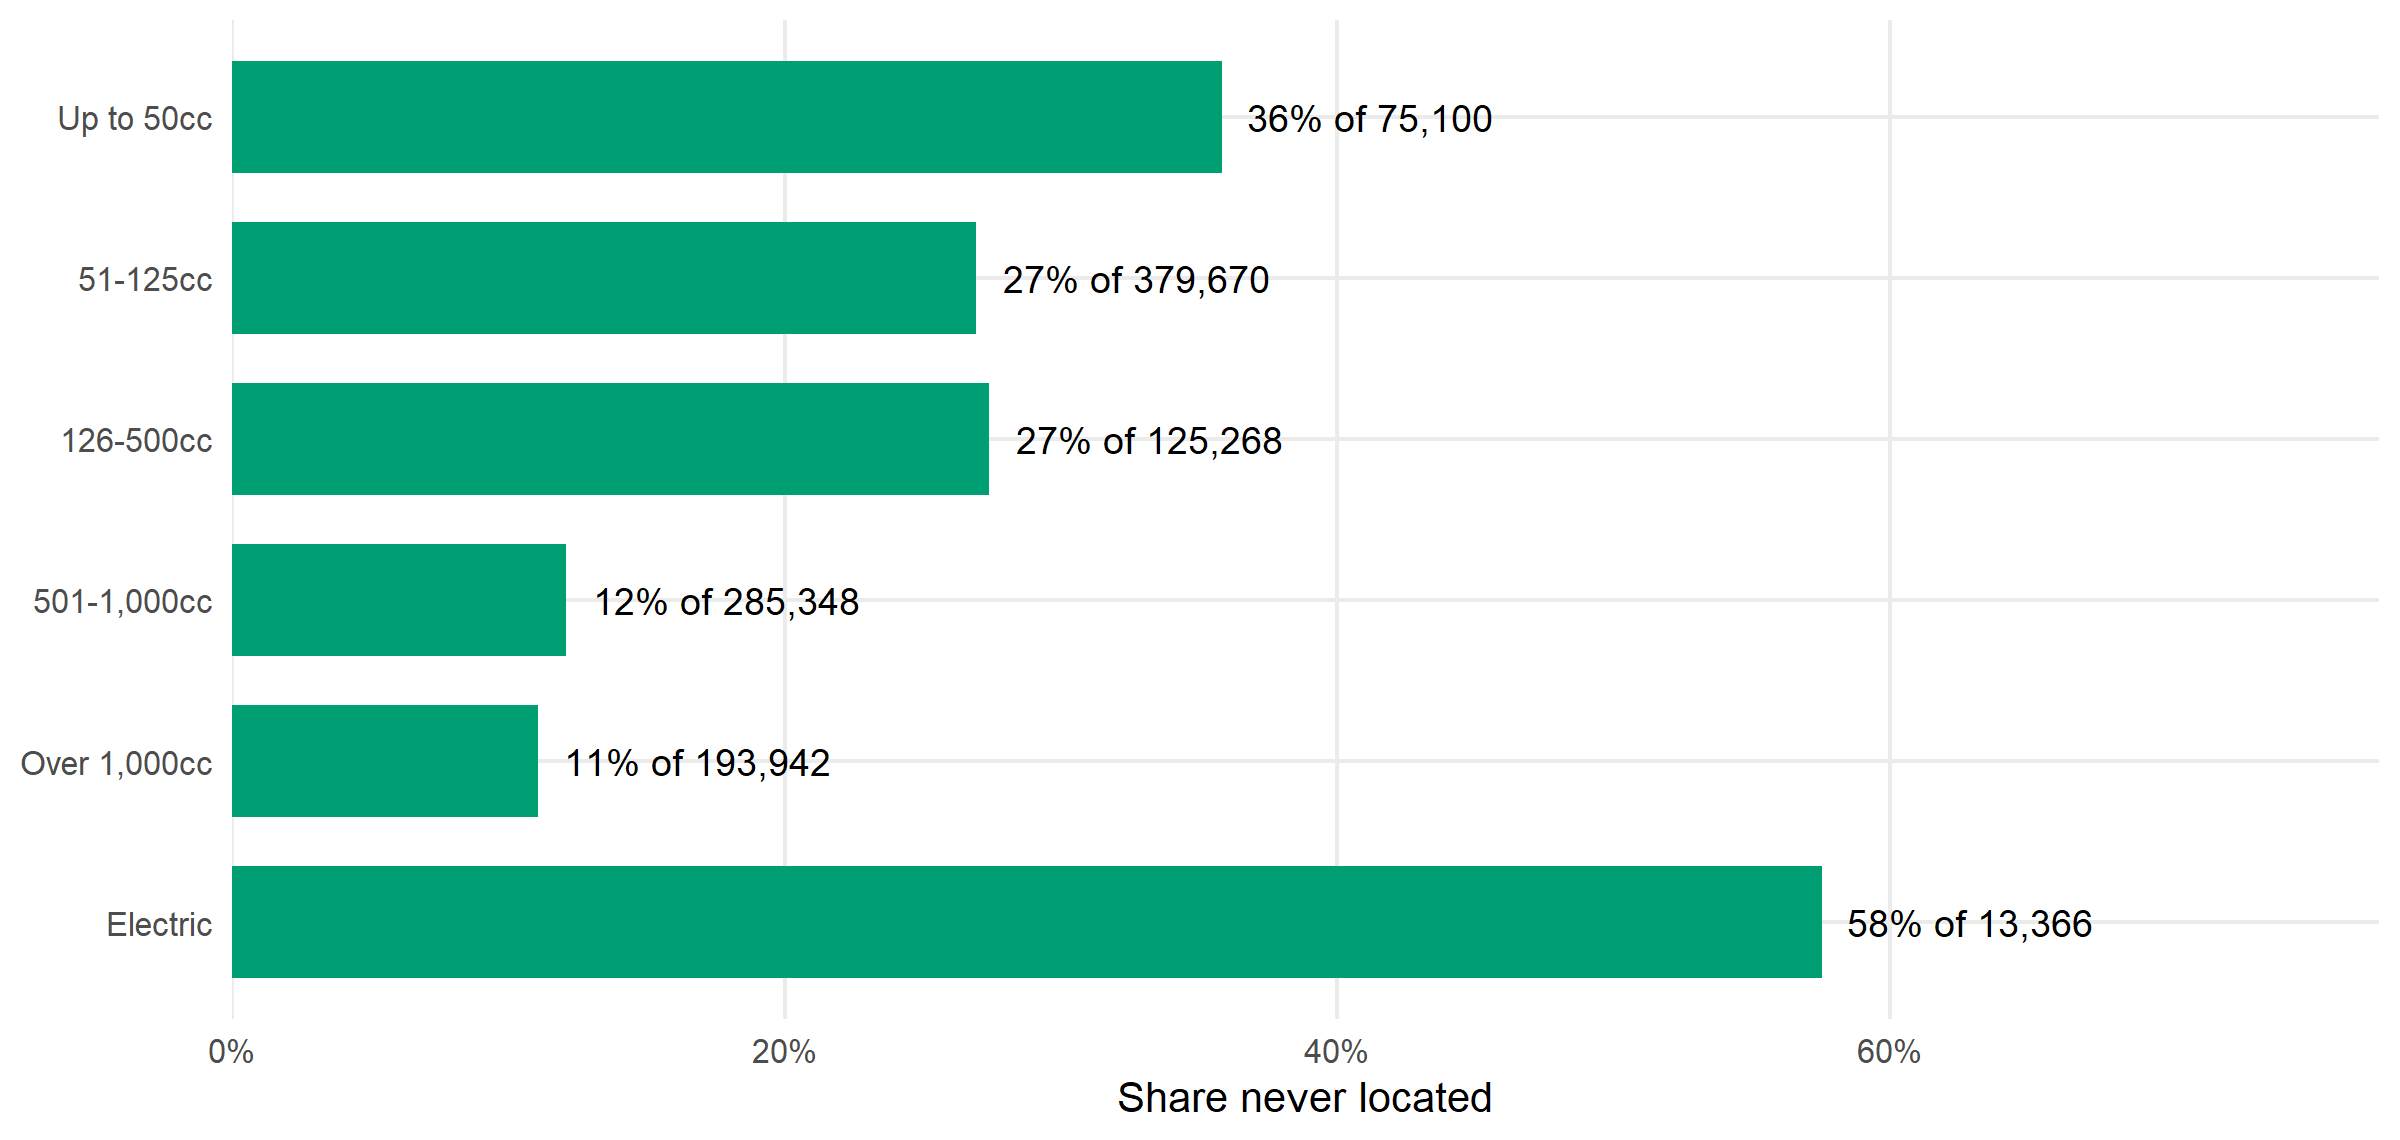 Up to 50cc 36% of 75,100
51-125cc 27% of 379,670
126-500cc 27% of 125,268
501-1,000cc 12% of 285,348
Over 1,000cc 11% of 193,942
Electric 58% of 13,366
0% 20% 40% 60%
Share never located